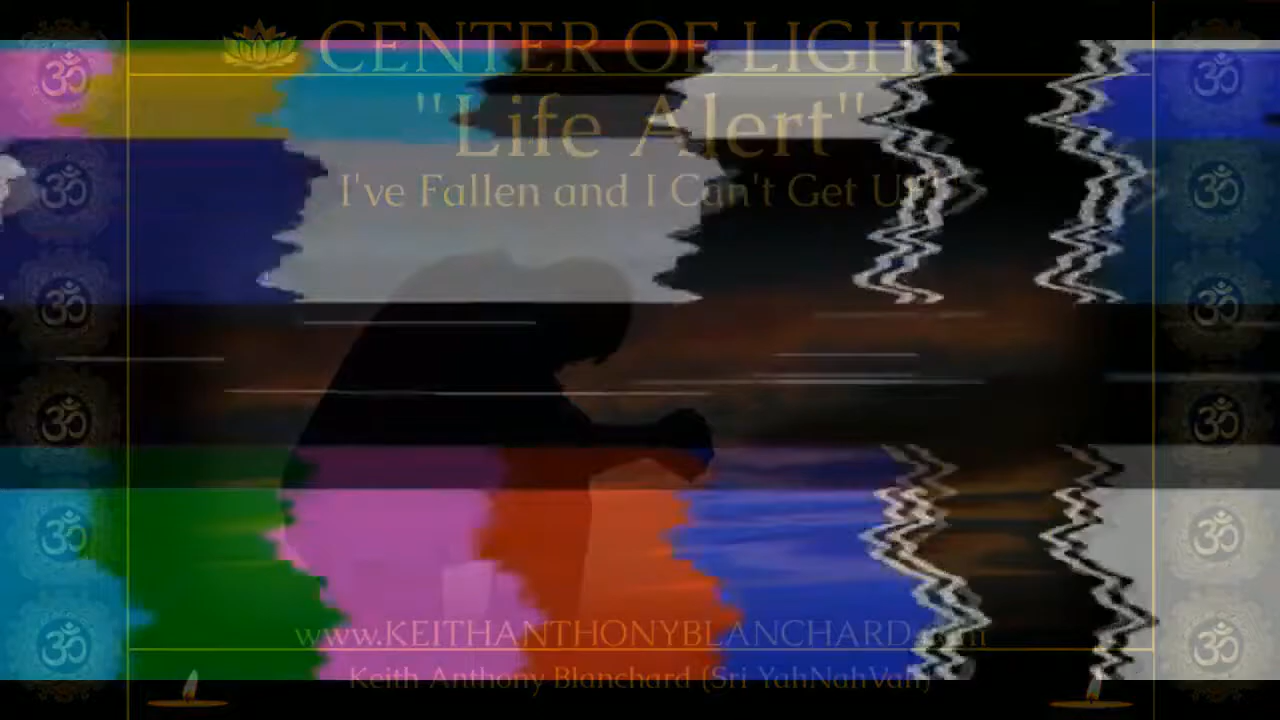 CENTER OF LIGHT
"Life Alert"
I've Fallen and I Can't Get Up"
www.KEITHANTHONYBLANCHARD.com
Keith Anthony Blanchard (Sri YahNahVah)
ॐ
ॐ
ॐ
ॐ
ॐ
ॐ
ॐ
ॐ
ॐ
ॐ
ॐ
ॐ